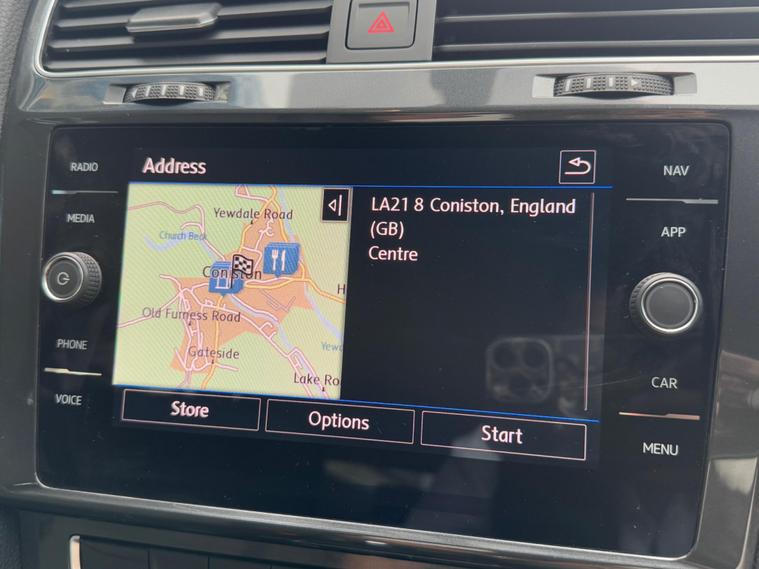 RADIO
MEDIA
PHONE
VOICE
Address
Yewdale Road
Church Beck
Coniston
Old Furness Road
Gateside
Lake Ro
Yewd
H
LA21 8 Coniston, England
(GB)
Centre
Store
Options
Start
NAV
APP
CAR
MENU